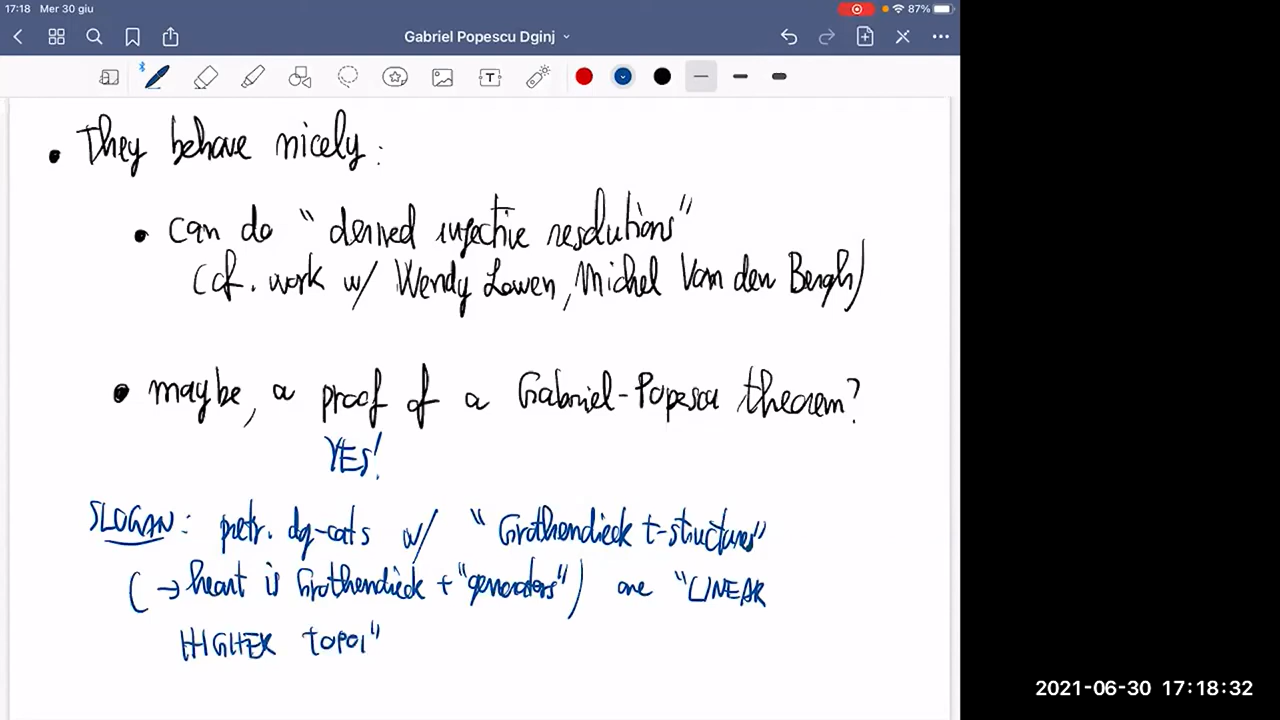 17:18 Mer 30 giu
87%
Gabriel Popescu Dginj
• They behave nicely:
• can do "derived injective resolutions"
(cf. work w/ Wendy Lowen, Michel Van den Bergh)
• maybe, a proof of a Gabriel-Popescu theorem?
YES!
SLOGAN: pretr. dg-cats w/ "Grothendieck t-structures"
(→ heart is Grothendieck + "generators") are "LINEAR
HIGHER TOPOI"
2021-06-30 17:18:32